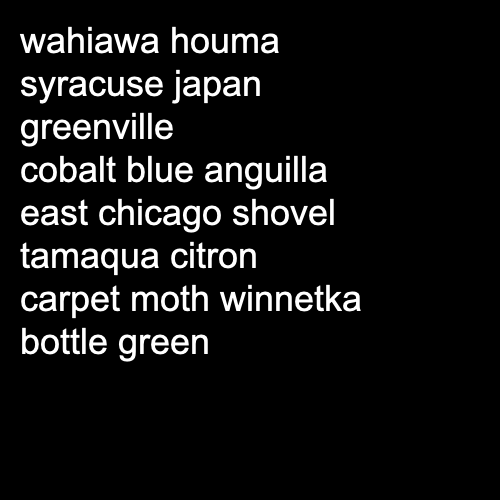 wahiawa houma
syracuse japan
greenville
cobalt blue anguilla
east chicago shovel
tamaqua citron
carpet moth winnetka
bottle green